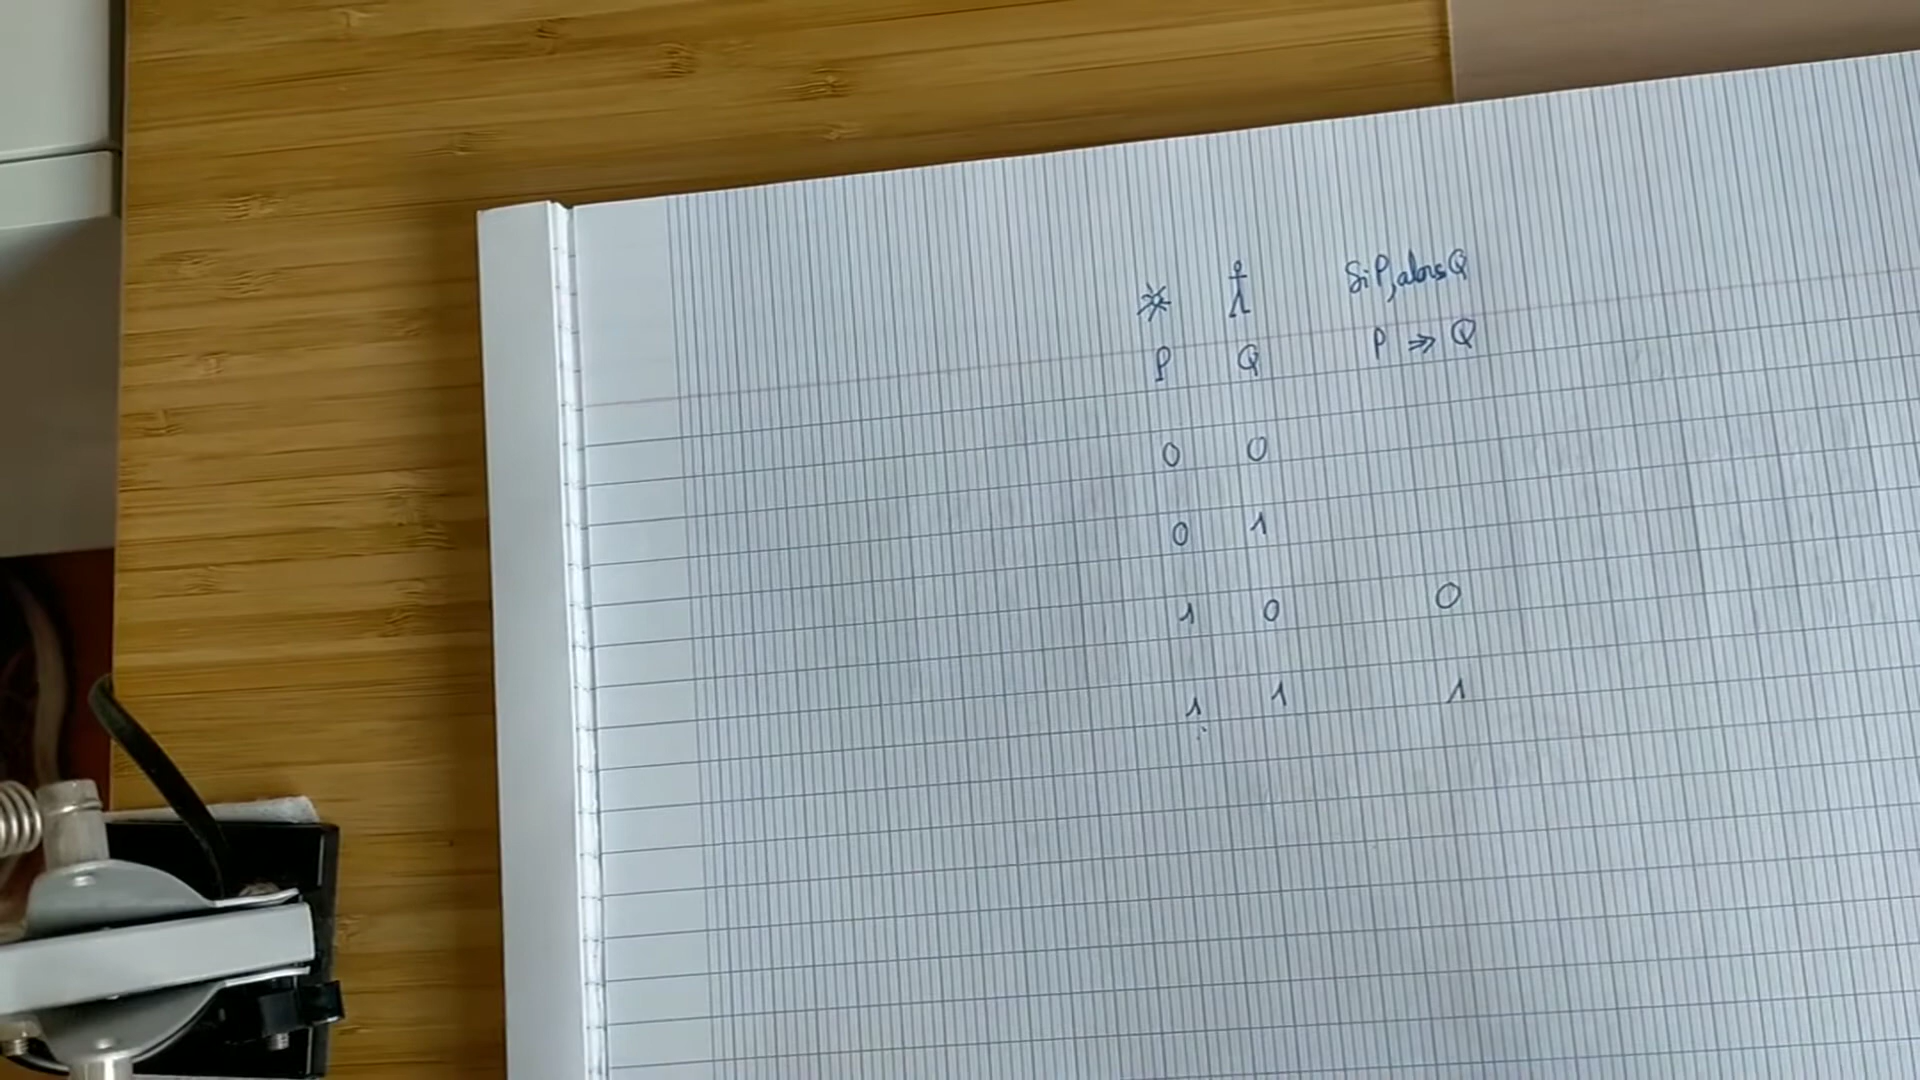 Si P, alors Q
P Q P ⇒ Q
0 0
0 1
1 0 0
1 1 1